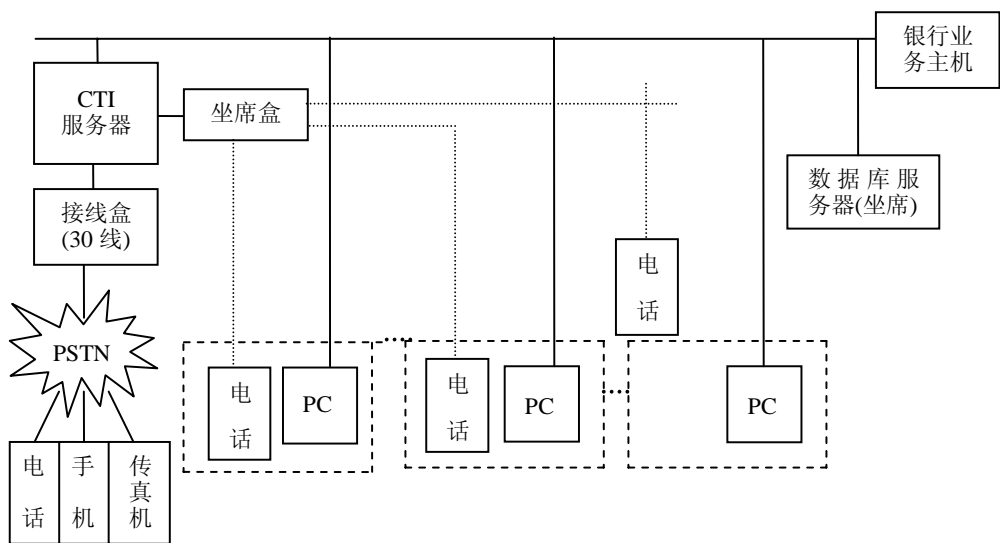 银行业
务主机
CTI
服务器
坐席盒
数据库服
务器(坐席)
接线盒
(30 线)
电
话
PSTN
电
话
PC
电
话
PC
PC
电
话
手
机
传
真
机